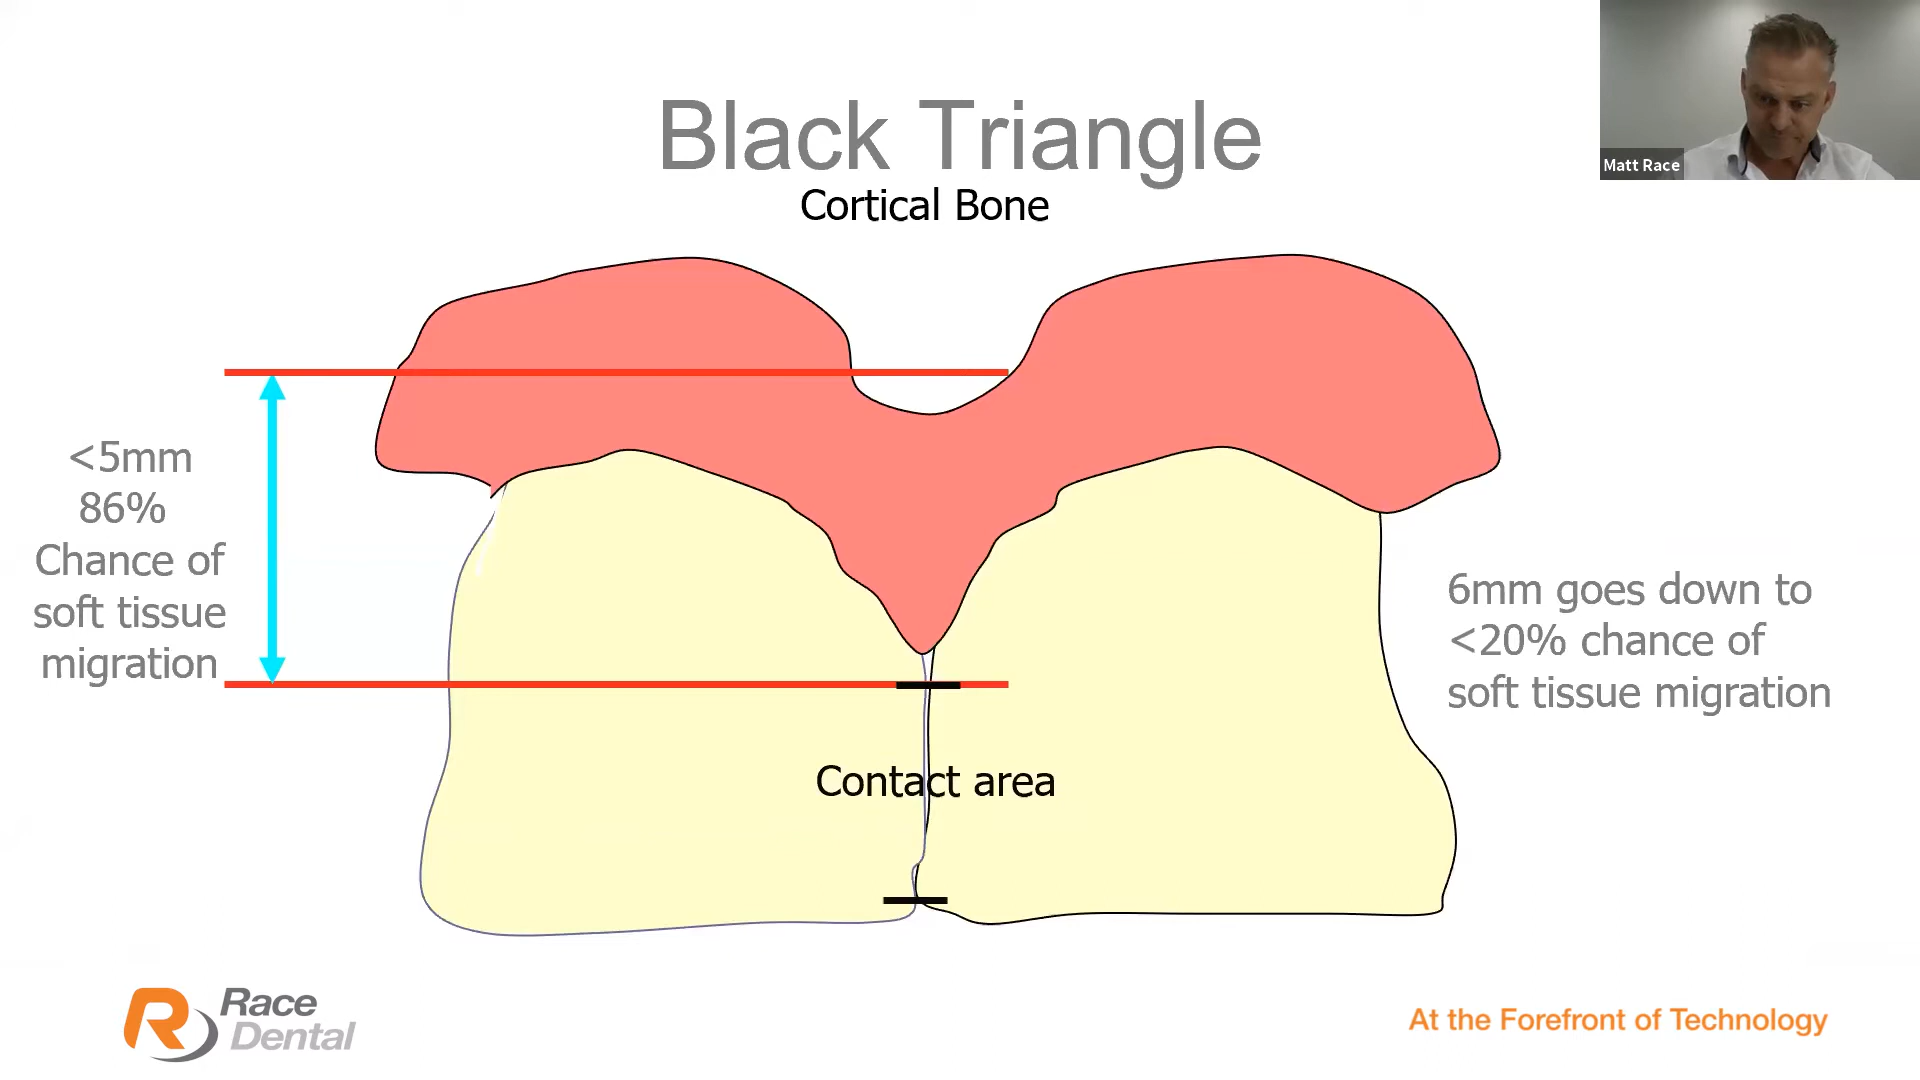 Black Triangle
Matt Race
Cortical Bone
<5mm
86%
Chance of
soft tissue
migration
6mm goes down to
<20% chance of
soft tissue migration
Contact area
Race
Dental
At the Forefront of Technology